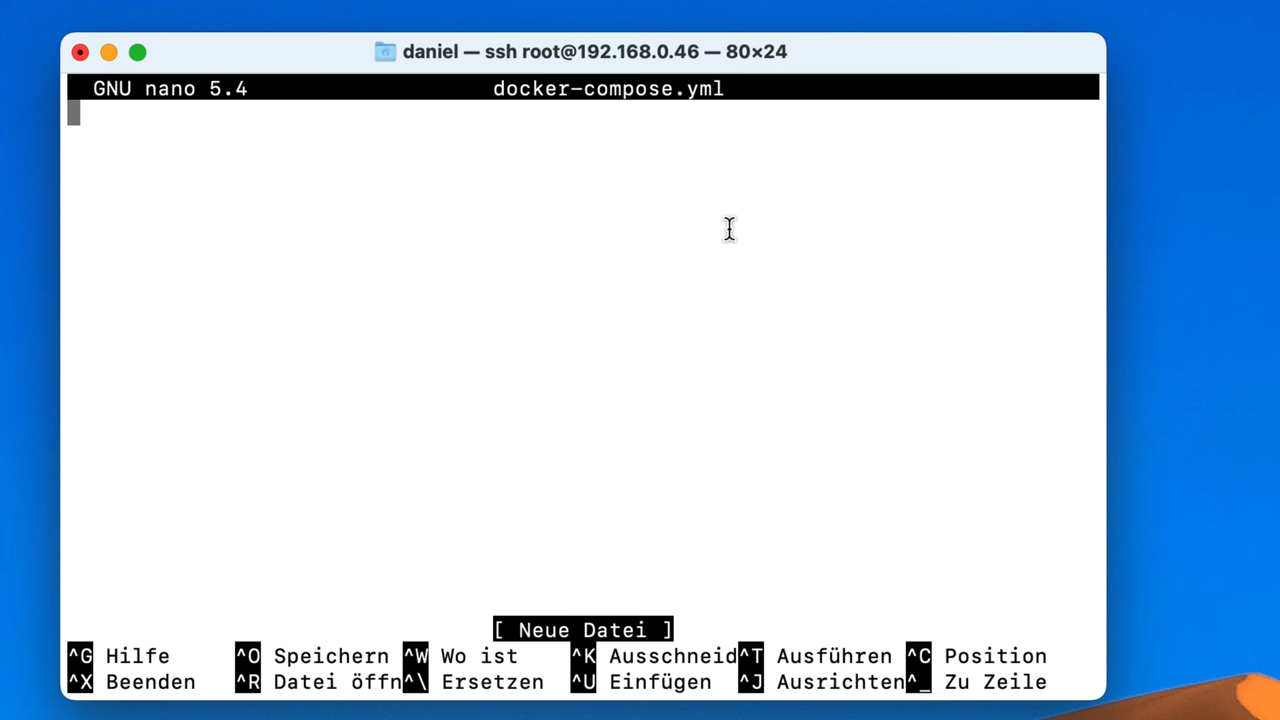 daniel — ssh root@192.168.0.46 — 80×24
GNU nano 5.4 docker-compose.yml
[ Neue Datei ]
^G Hilfe ^O Speichern ^W Wo ist ^K Ausschneid ^T Ausführen ^C Position
^X Beenden ^R Datei öffn ^\ Ersetzen ^U Einfügen ^J Ausrichten ^_ Zu Zeile